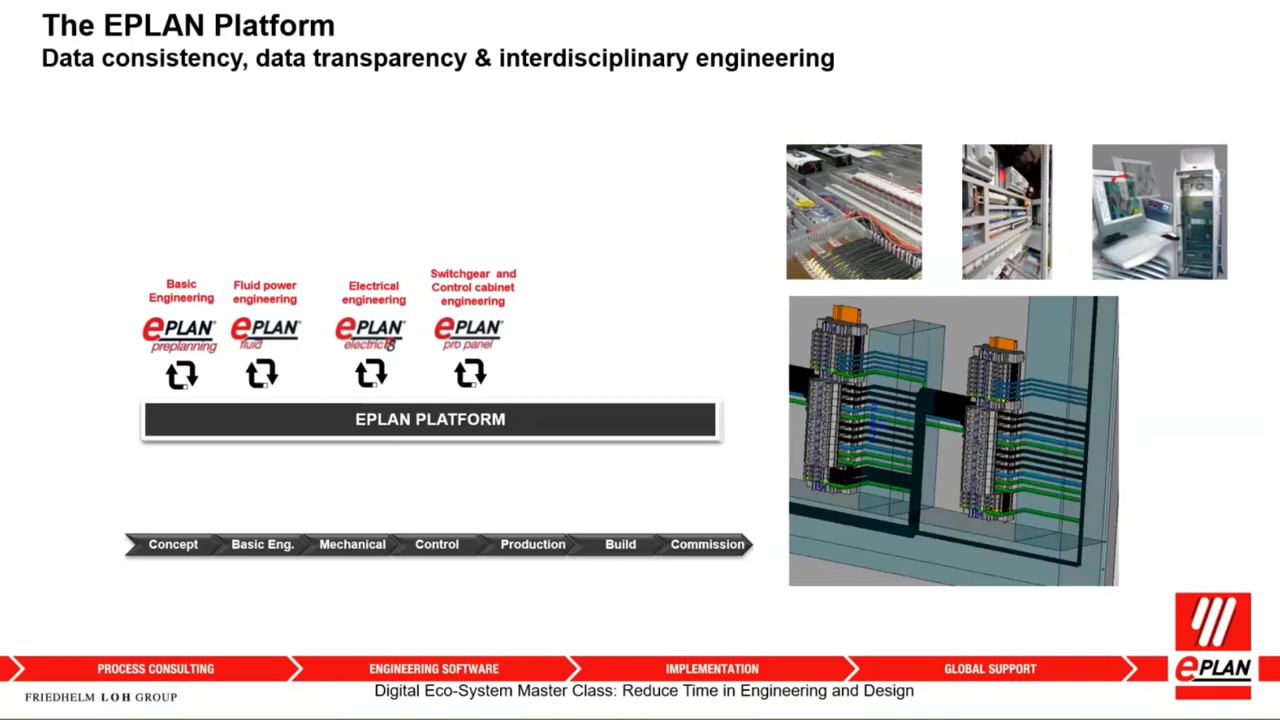 The EPLAN Platform
Data consistency, data transparency & interdisciplinary engineering
Basic
Engineering
Fluid power
engineering
Electrical
engineering
Switchgear and
Control cabinet
engineering
ePLAN®
preplanning
ePLAN®
fluid
ePLAN®
electric P8
ePLAN®
pro panel
EPLAN PLATFORM
Concept
Basic Eng.
Mechanical
Control
Production
Build
Commission
ePLAN
PROCESS CONSULTING
ENGINEERING SOFTWARE
IMPLEMENTATION
GLOBAL SUPPORT
FRIEDHELM LOH GROUP
Digital Eco-System Master Class: Reduce Time in Engineering and Design